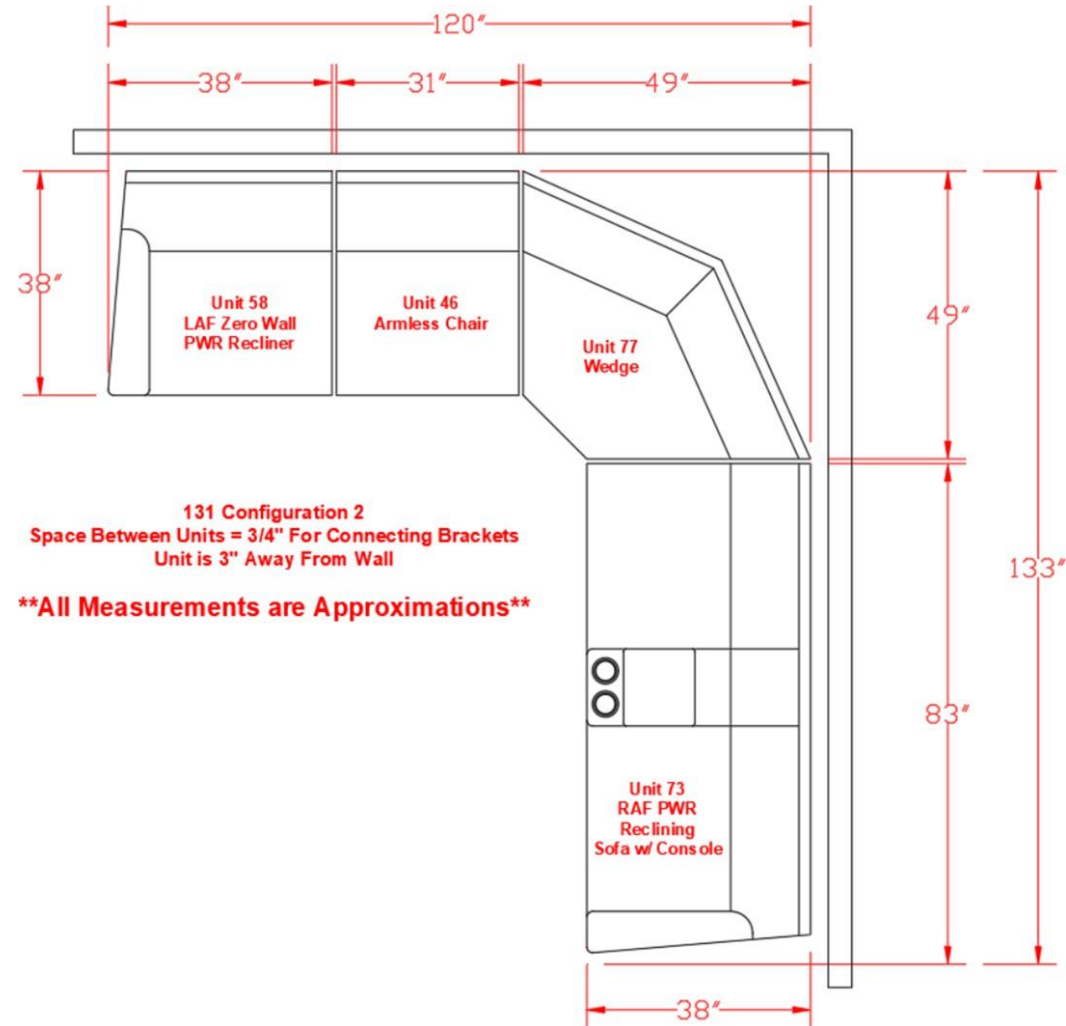 120"
38"
31"
49"
38"
Unit 58
LAF Zero Wall
PWR Recliner
Unit 46
Armless Chair
Unit 77
Wedge
49"
131 Configuration 2
Space Between Units = 3/4" For Connecting Brackets
Unit is 3" Away From Wall
**All Measurements are Approximations**
133"
83"
Unit 73
RAF PWR
Reclining
Sofa w/ Console
38"